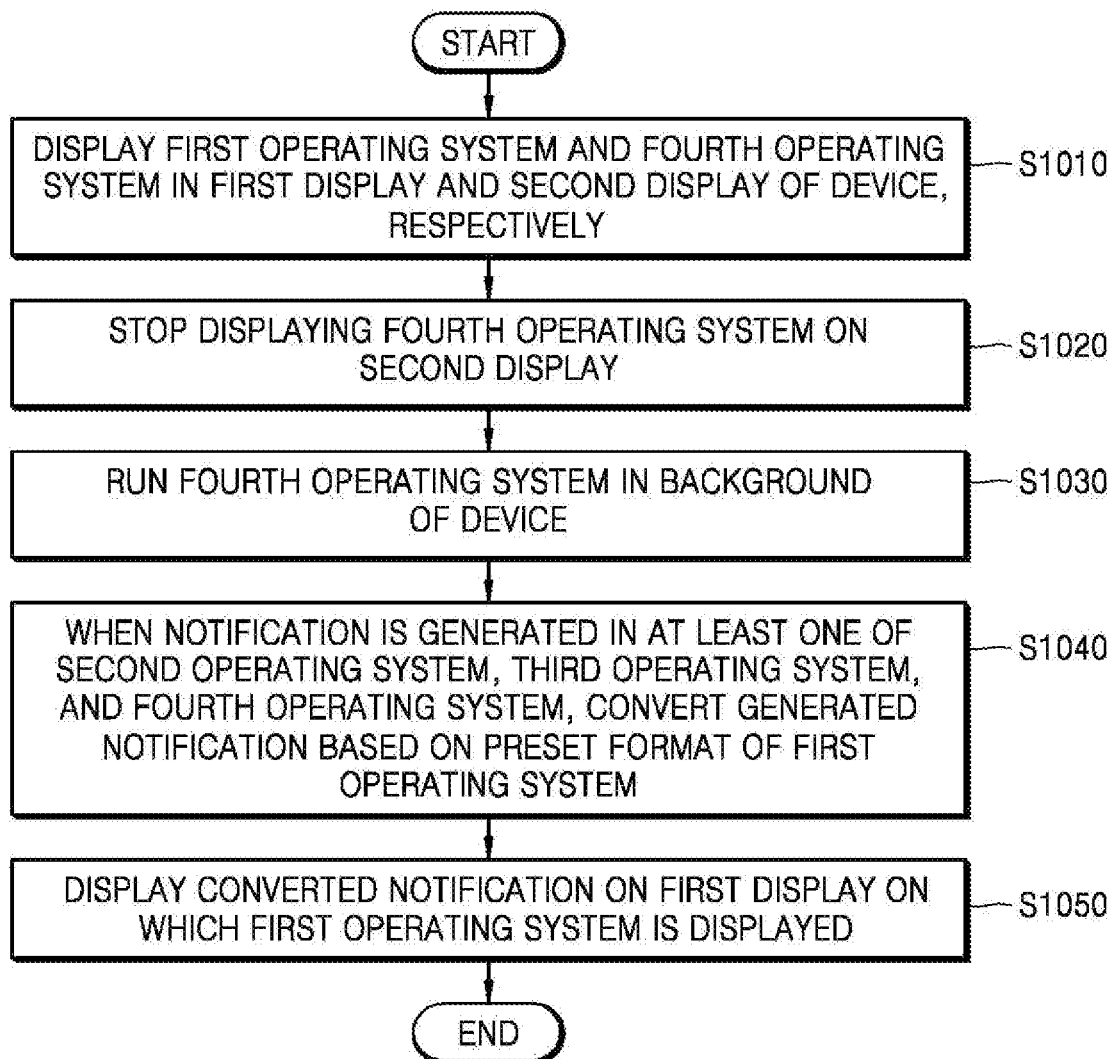 START
DISPLAY FIRST OPERATING SYSTEM AND FOURTH OPERATING
SYSTEM IN FIRST DISPLAY AND SECOND DISPLAY OF DEVICE,
RESPECTIVELY
S1010
STOP DISPLAYING FOURTH OPERATING SYSTEM ON
SECOND DISPLAY
S1020
RUN FOURTH OPERATING SYSTEM IN BACKGROUND
OF DEVICE
S1030
WHEN NOTIFICATION IS GENERATED IN AT LEAST ONE OF
SECOND OPERATING SYSTEM, THIRD OPERATING SYSTEM,
AND FOURTH OPERATING SYSTEM, CONVERT GENERATED
NOTIFICATION BASED ON PRESET FORMAT OF FIRST
OPERATING SYSTEM
S1040
DISPLAY CONVERTED NOTIFICATION ON FIRST DISPLAY ON
WHICH FIRST OPERATING SYSTEM IS DISPLAYED
S1050
END